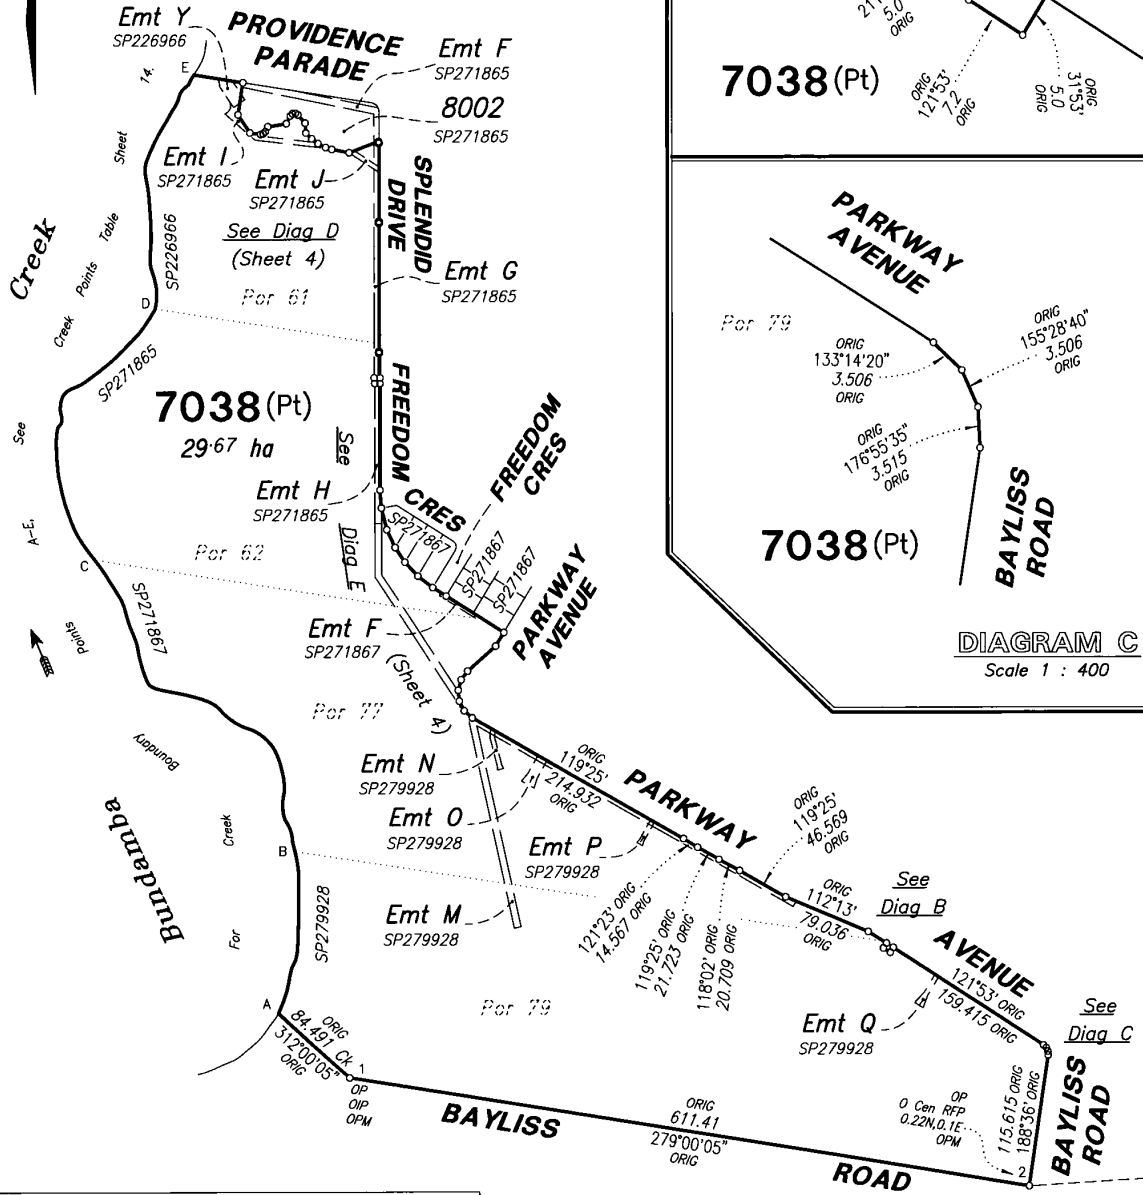 Emt Y
SP226966
PROVIDENCE
PARADE
Emt F
SP271865
8002
SP271865
E
14.
Sheet
Table
Points
Creek
See
A-E.
Points
Boundary
Creek
For
Emt I
SP271865
Emt J
SP271865
SPLENDID
DRIVE
See Diag D
(Sheet 4)
SP226966
Creek
Emt G
SP271865
Por 61
D
SP271865
7038(Pt)
29.67 ha
FREEDOM
CRES
See
Diag E
(Sheet 4)
FREEDOM
CRES
Emt H
SP271865
SP271867
SP271867
SP271867
Por 62
C
SP271867
PARKWAY
AVENUE
Emt F
SP271867
Por 77
Emt N
SP279928
ORIG
119°25'
214.932
ORIG
PARKWAY
Emt O
SP279928
Emt P
SP279928
ORIG
119°25'
46.569
ORIG
Bundamba
B
SP279928
Emt M
SP279928
121°23' ORIG
14.567 ORIG
119°25' ORIG
21.723 ORIG
118°02' ORIG
20.709 ORIG
ORIG
112°13'
79.036
ORIG
See
Diag B
AVENUE
121°53' ORIG
159.415 ORIG
Por 79
Emt Q
SP279928
See
Diag C
A
ORIG
84.491 Ck
312°00'05"
ORIG
1
OP
OIP
OPM
BAYLISS
ORIG
611.41
279°00'05"
ORIG
ROAD
OP
O Cen RFP
0.22N,0.1E
OPM
2
115.615 ORIG
188°36' ORIG
BAYLISS
ROAD
5.0
ORIG
7038(Pt)
ORIG
121°53'
7.2
ORIG
ORIG
31°53'
5.0
ORIG
PARKWAY
AVENUE
Por 79
ORIG
133°14'20"
3.506
ORIG
ORIG
155°28'40"
3.506
ORIG
ORIG
176°55'35"
3.515
ORIG
BAYLISS
ROAD
7038(Pt)
DIAGRAM C
Scale 1 : 400